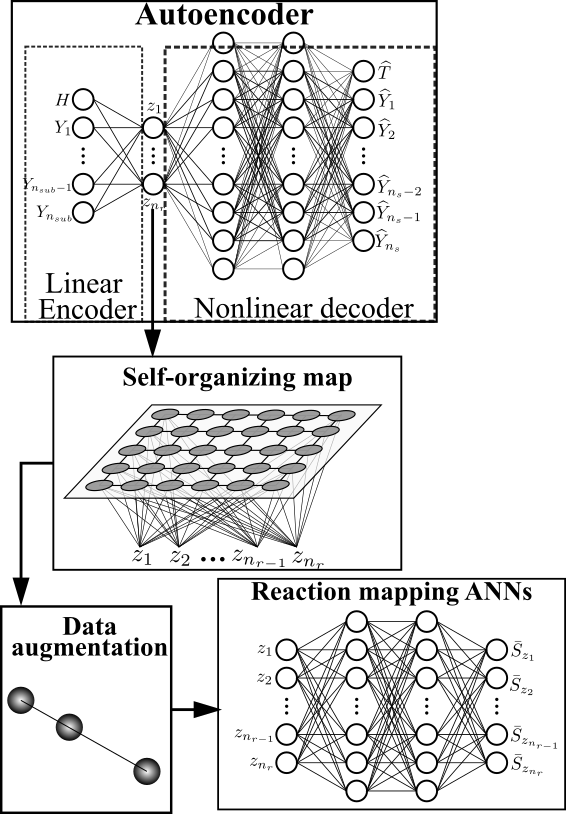 Autoencoder
H
Y_1
⋮
Y_{n_{sub}-1}
Y_{n_{sub}}
z_1
⋮
z_{n_r}
⋮
⋮
\widehat{T}
\widehat{Y}_1
\widehat{Y}_2
⋮
\widehat{Y}_{n_s-2}
\widehat{Y}_{n_s-1}
\widehat{Y}_{n_s}
Linear
Encoder
Nonlinear decoder
Self-organizing map
z_1 z_2 ... z_{n_{r-1}} z_{n_r}
Data
augmentation
Reaction mapping ANNs
z_1
z_2
⋮
z_{n_{r-1}}
z_{n_r}
⋮
⋮
\bar{S}_{z_1}
\bar{S}_{z_2}
⋮
\bar{S}_{z_{n_{r-1}}}
\bar{S}_{z_{n_r}}